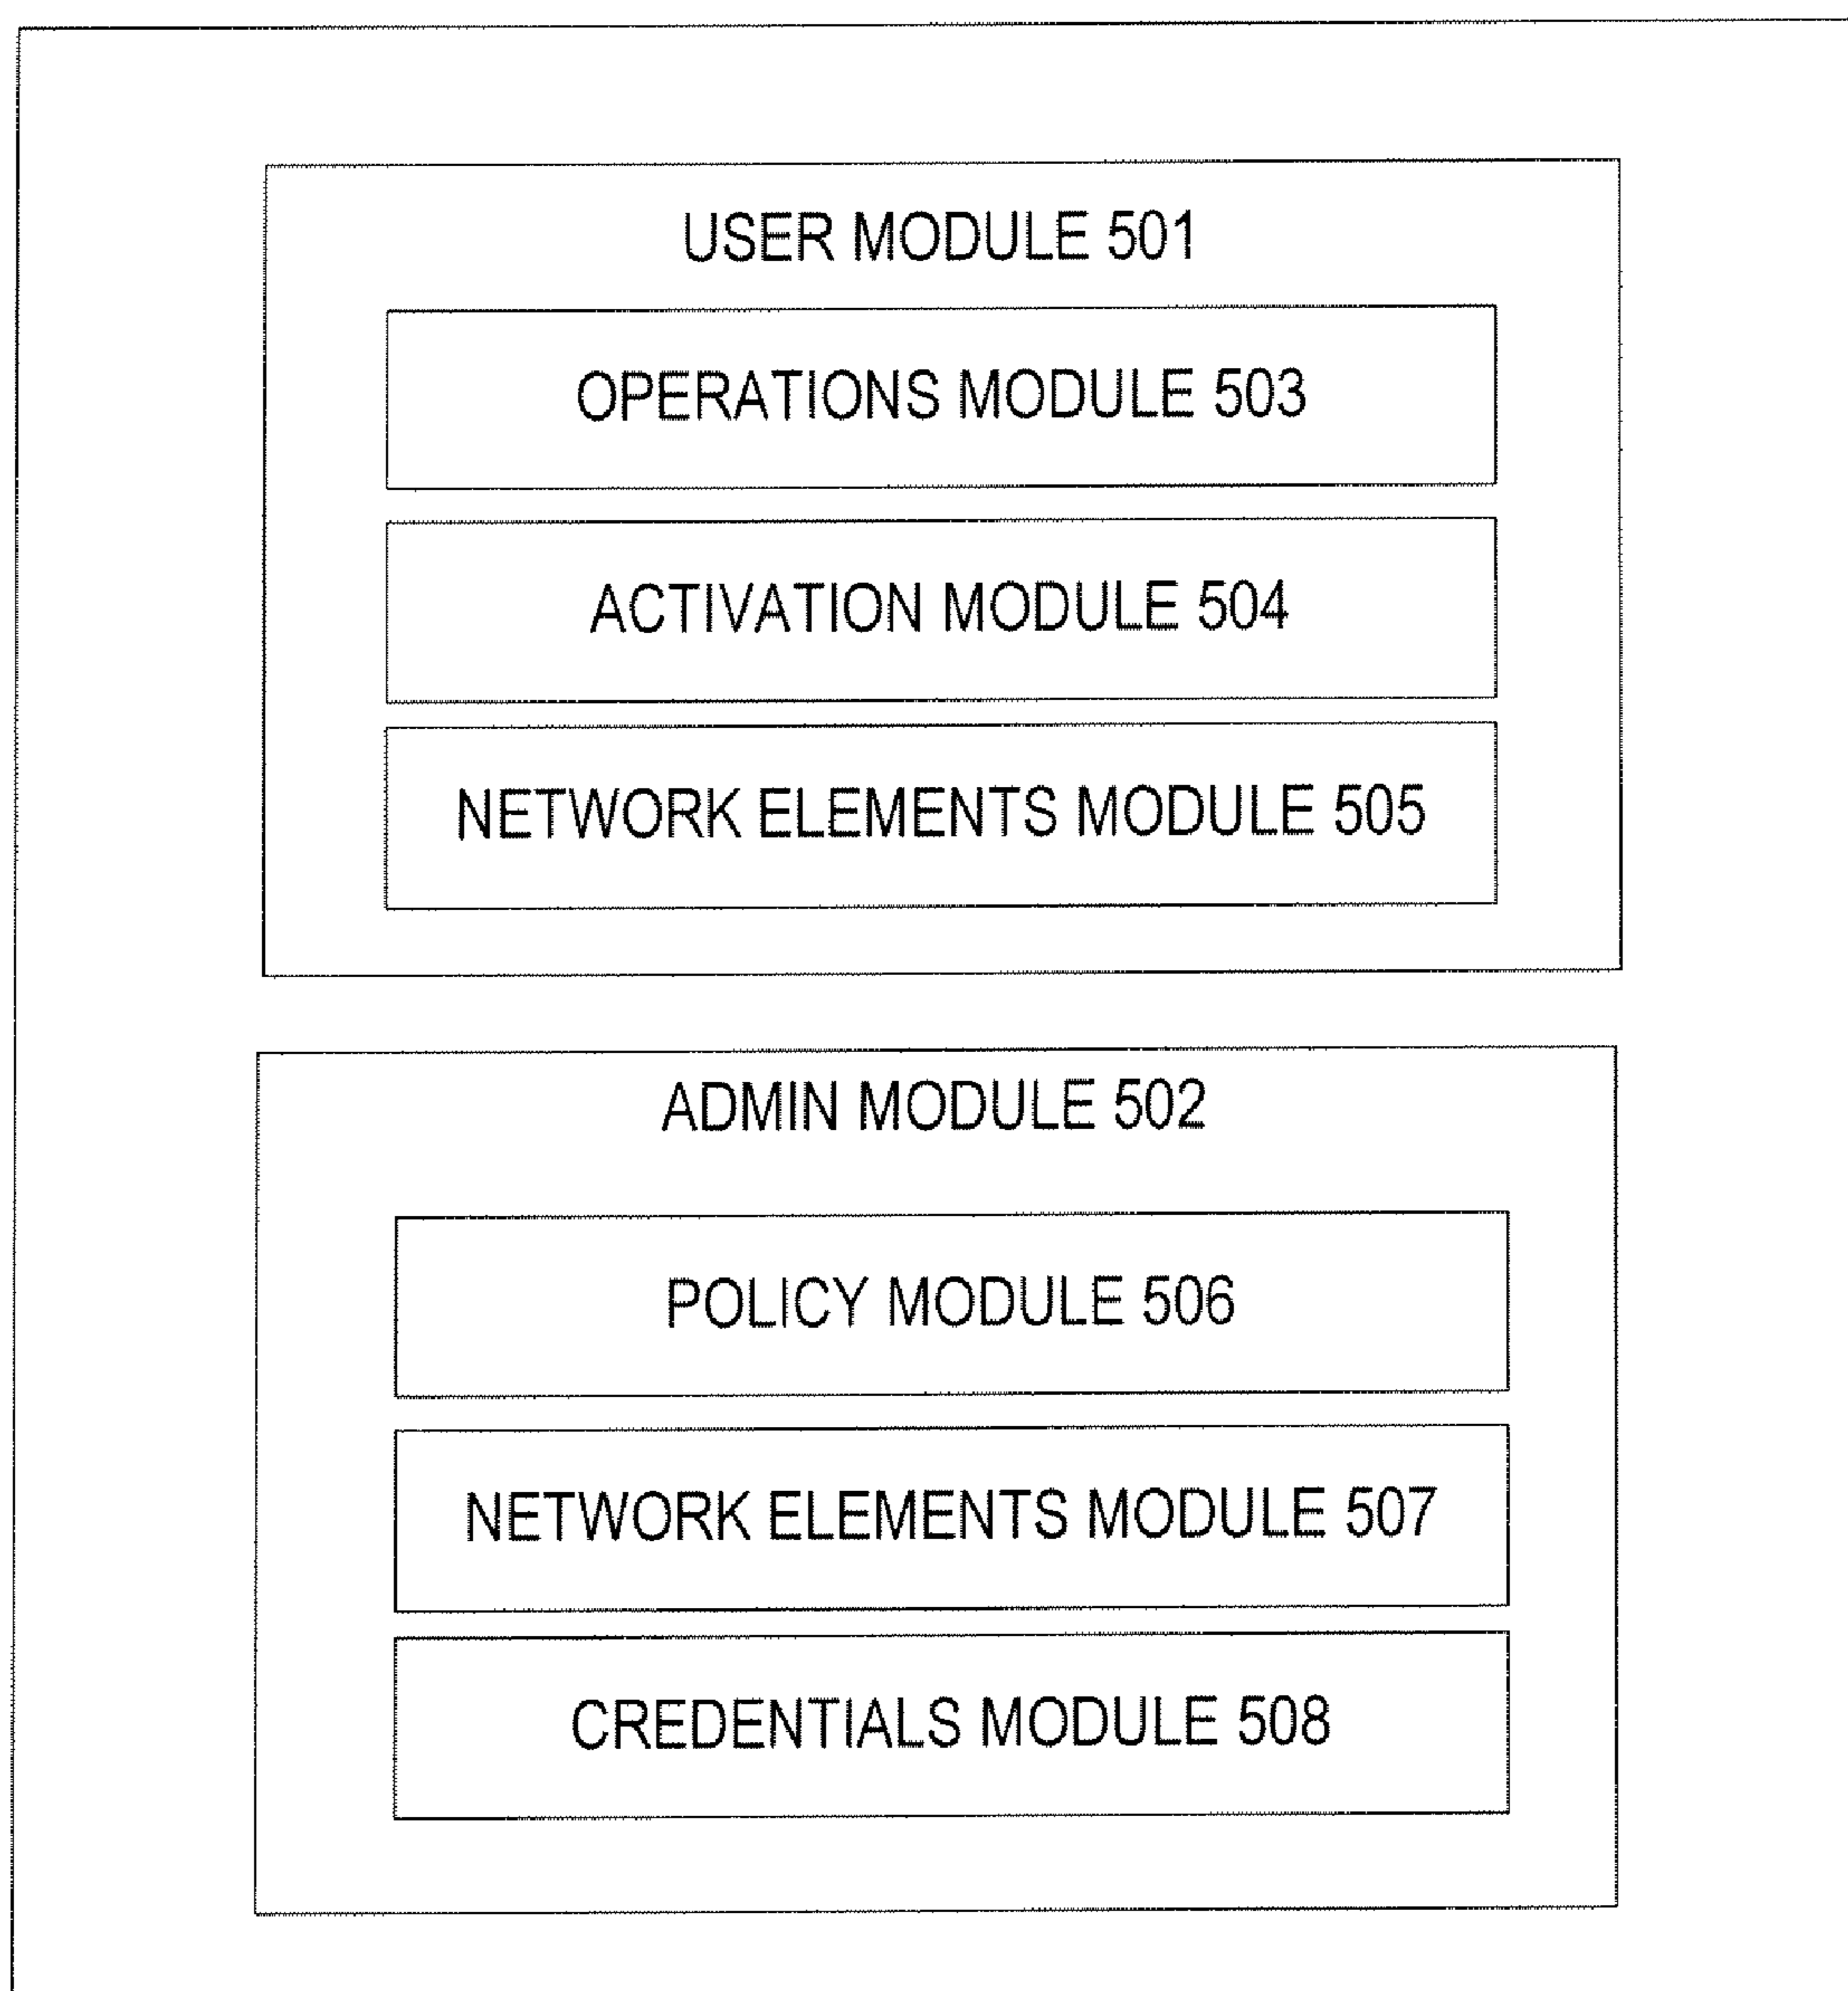 USER MODULE 501
OPERATIONS MODULE 503
ACTIVATION MODULE 504
NETWORK ELEMENTS MODULE 505
ADMIN MODULE 502
POLICY MODULE 506
NETWORK ELEMENTS MODULE 507
CREDENTIALS MODULE 508